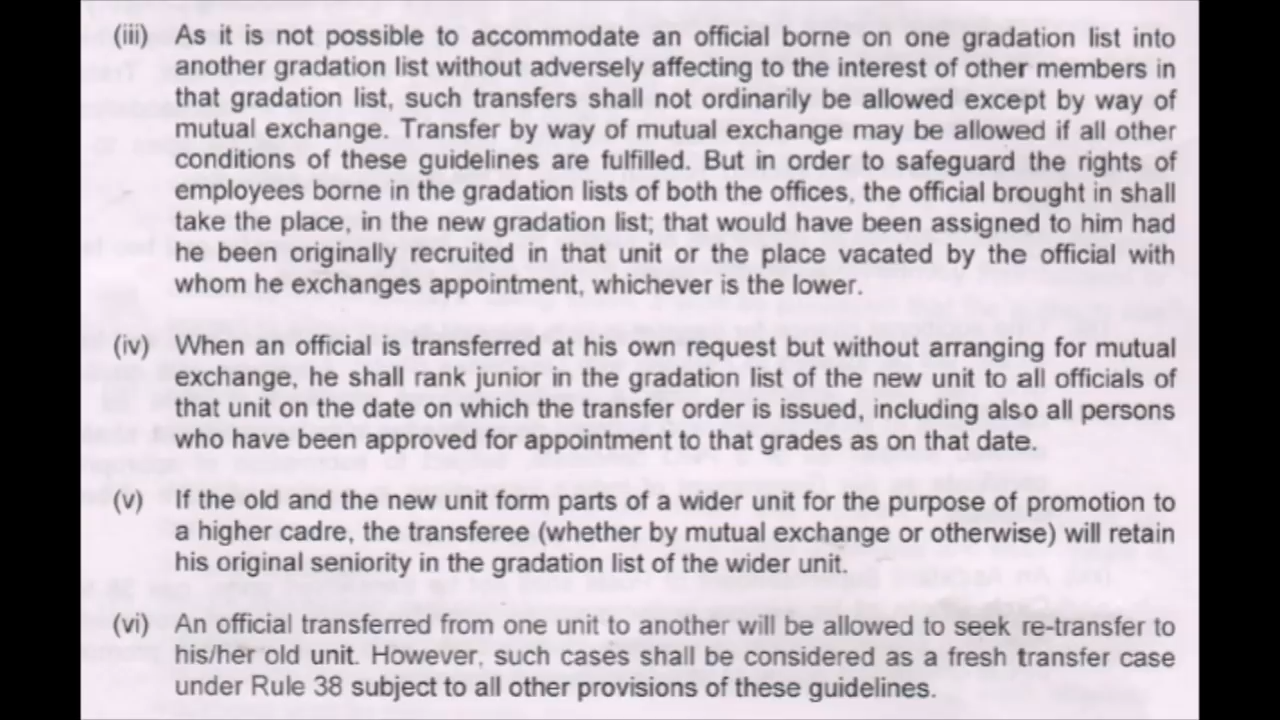 (iii) As it is not possible to accommodate an official borne on one gradation list into
another gradation list without adversely affecting to the interest of other members in
that gradation list, such transfers shall not ordinarily be allowed except by way of
mutual exchange. Transfer by way of mutual exchange may be allowed if all other
conditions of these guidelines are fulfilled. But in order to safeguard the rights of
employees borne in the gradation lists of both the offices, the official brought in shall
take the place, in the new gradation list; that would have been assigned to him had
he been originally recruited in that unit or the place vacated by the official with
whom he exchanges appointment, whichever is the lower.
(iv) When an official is transferred at his own request but without arranging for mutual
exchange, he shall rank junior in the gradation list of the new unit to all officials of
that unit on the date on which the transfer order is issued, including also all persons
who have been approved for appointment to that grades as on that date.
(v) If the old and the new unit form parts of a wider unit for the purpose of promotion to
a higher cadre, the transferee (whether by mutual exchange or otherwise) will retain
his original seniority in the gradation list of the wider unit.
(vi) An official transferred from one unit to another will be allowed to seek re-transfer to
his/her old unit. However, such cases shall be considered as a fresh transfer case
under Rule 38 subject to all other provisions of these guidelines.